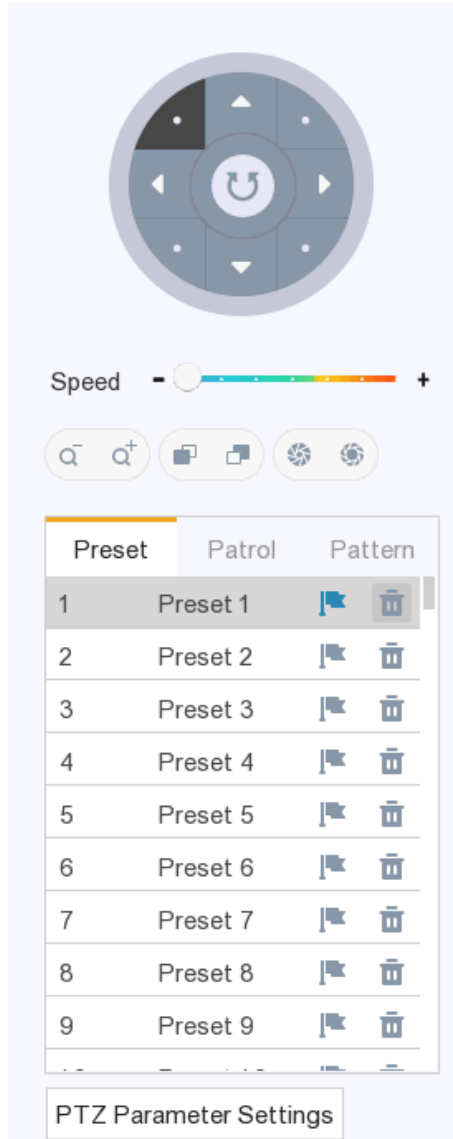 Speed - +
Preset Patrol Pattern
1 Preset 1
2 Preset 2
3 Preset 3
4 Preset 4
5 Preset 5
6 Preset 6
7 Preset 7
8 Preset 8
9 Preset 9
PTZ Parameter Settings